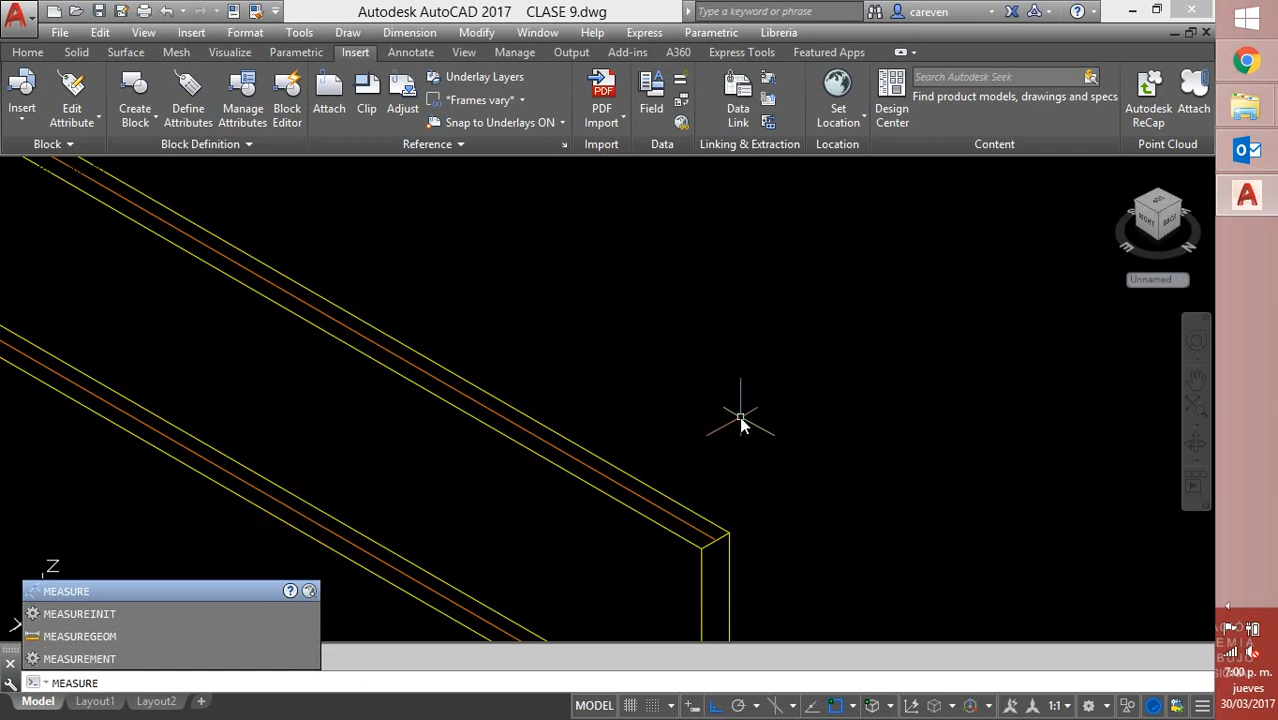 Autodesk AutoCAD 2017 CLASE 9.dwg
Type a keyword or phrase
careven
File Edit View Insert Format Tools Draw Dimension Modify Window Help Express Parametric Libreria
Home Solid Surface Mesh Visualize Parametric Insert Annotate View Manage Output Add-ins A360 Express Tools Featured Apps
Insert
Edit Attribute
Create Block
Define Attributes
Manage Attributes
Block Editor
Attach
Clip
Adjust
Underlay Layers
*Frames vary*
Snap to Underlays ON
PDF
PDF Import
Field
Data Link
Set Location
Design Center
Search Autodesk Seek
Find product models, drawings and specs
Autodesk ReCap
Attach
Block
Block Definition
Reference
Import
Data
Linking & Extraction
Location
Content
Point Cloud
RIGHT
BACK
E
N
Unnamed
Z
MEASURE
MEASUREINIT
MEASUREGEOM
MEASUREMENT
MEASURE
Model Layout1 Layout2
MODEL
1:1
7:00 p. m.
jueves
30/03/2017